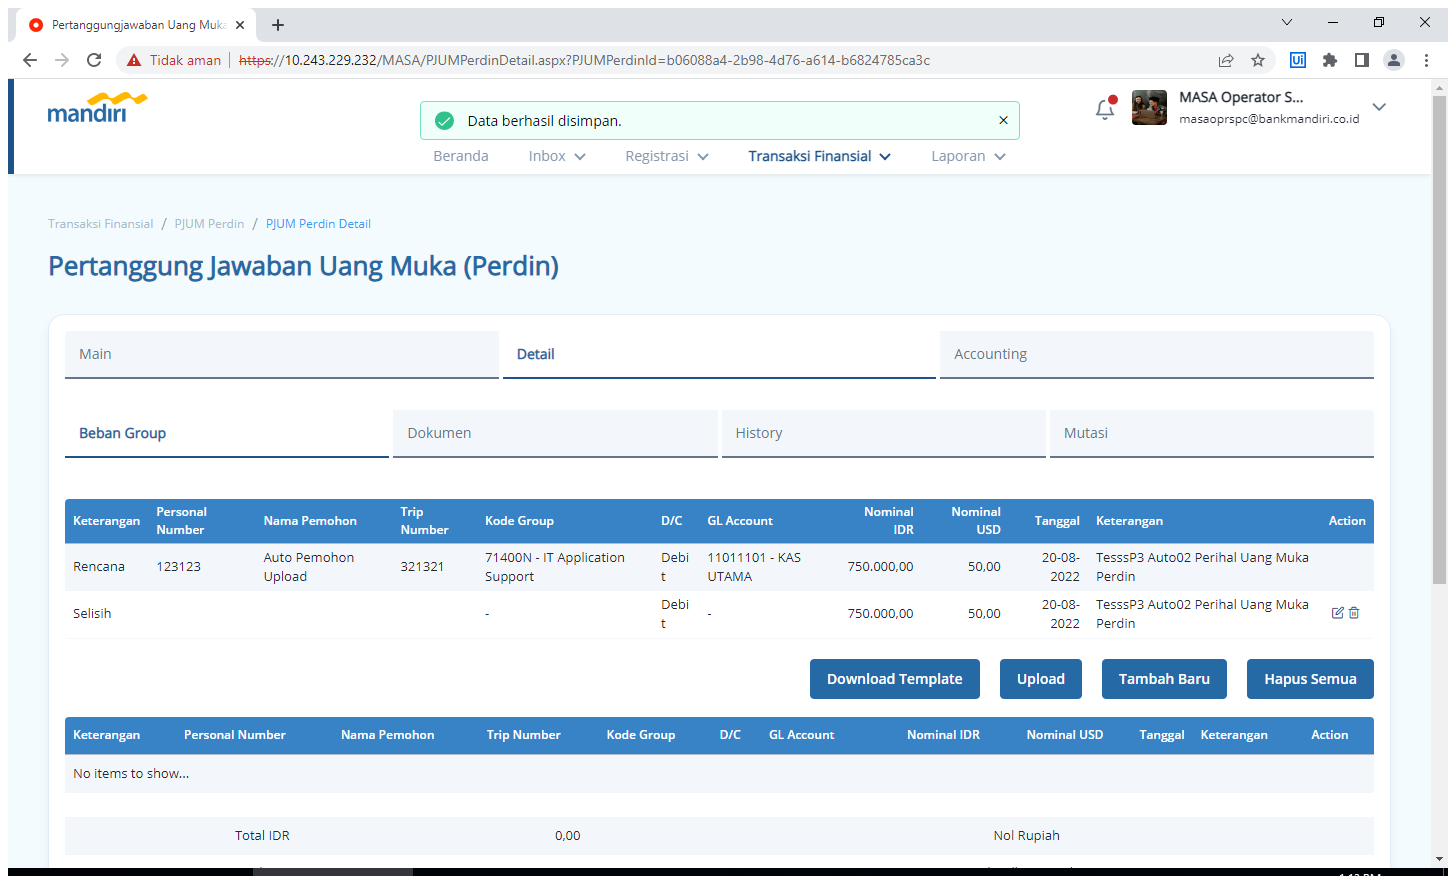 Pertanggungjawaban Uang Muka
Tidak aman
https://10.243.229.232/MASA/PJUMPerdinDetail.aspx?PJUMPerdinId=b06088a4-2b98-4d76-a614-b6824785ca3c
Ui
mandiri
Data berhasil disimpan.
MASA Operator S...
masaoprspc@bankmandiri.co.id
Beranda Inbox Registrasi Transaksi Finansial Laporan
Transaksi Finansial / PJUM Perdin / PJUM Perdin Detail
Pertanggung Jawaban Uang Muka (Perdin)
Main Detail Accounting
Beban Group Dokumen History Mutasi
Keterangan Personal Number Nama Pemohon Trip Number Kode Group D/C GL Account Nominal IDR Nominal USD Tanggal Keterangan Action
Rencana 123123 Auto Pemohon Upload 321321 71400N - IT Application Support Debit 11011101 - KAS UTAMA 750.000,00 50,00 20-08-2022 TesssP3 Auto02 Perihal Uang Muka Perdin
Selisih - Debit - 750.000,00 50,00 20-08-2022 TesssP3 Auto02 Perihal Uang Muka Perdin
Download Template Upload Tambah Baru Hapus Semua
Keterangan Personal Number Nama Pemohon Trip Number Kode Group D/C GL Account Nominal IDR Nominal USD Tanggal Keterangan Action
No items to show...
Total IDR 0,00 Nol Rupiah